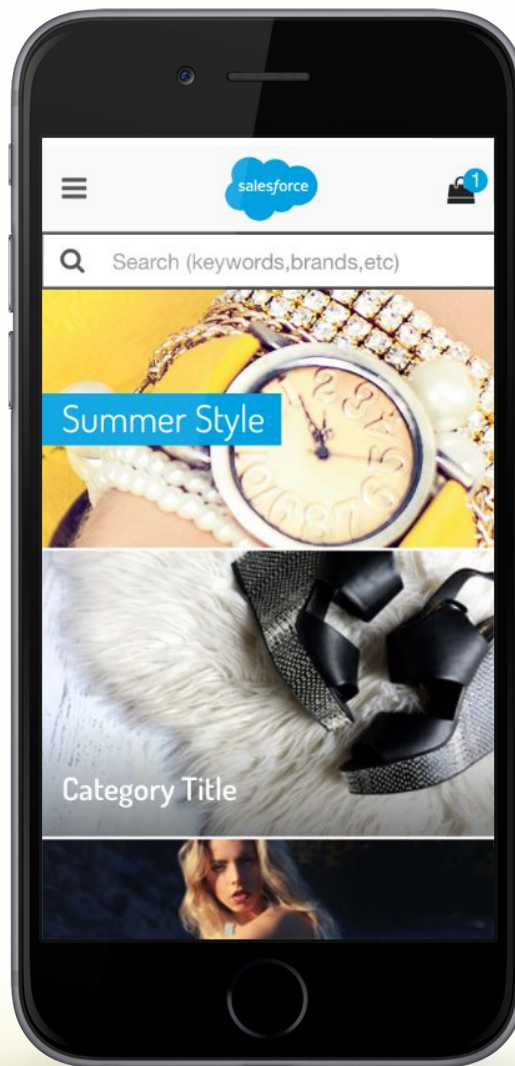 salesforce
1
Search (keywords,brands,etc)
Summer Style
Category Title